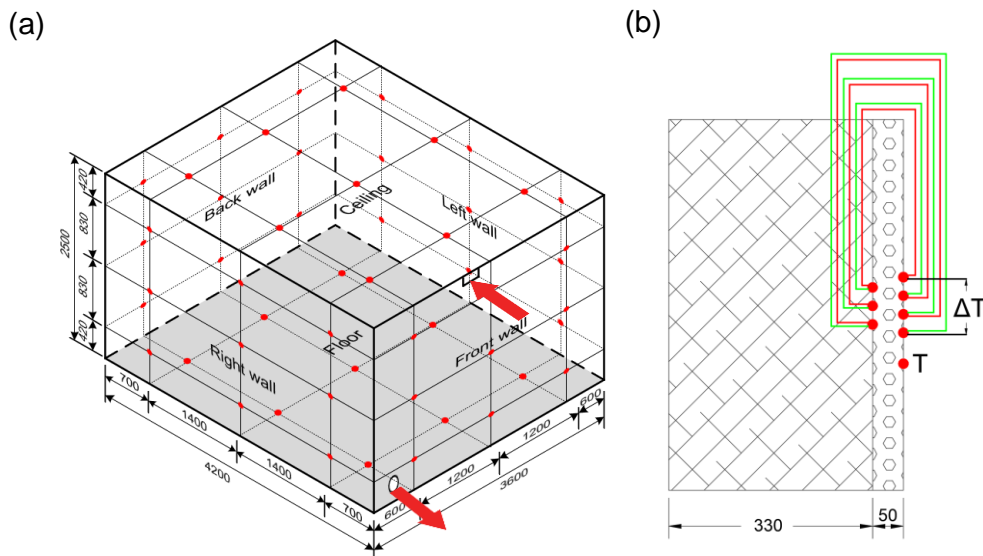 (a)
(b)
Back wall
Ceiling
Left wall
Floor
Front wall
Right wall
2500
420
830
830
420
700
1400
1400
700
4200
600
1200
1200
600
3600
ΔT
T
330
50